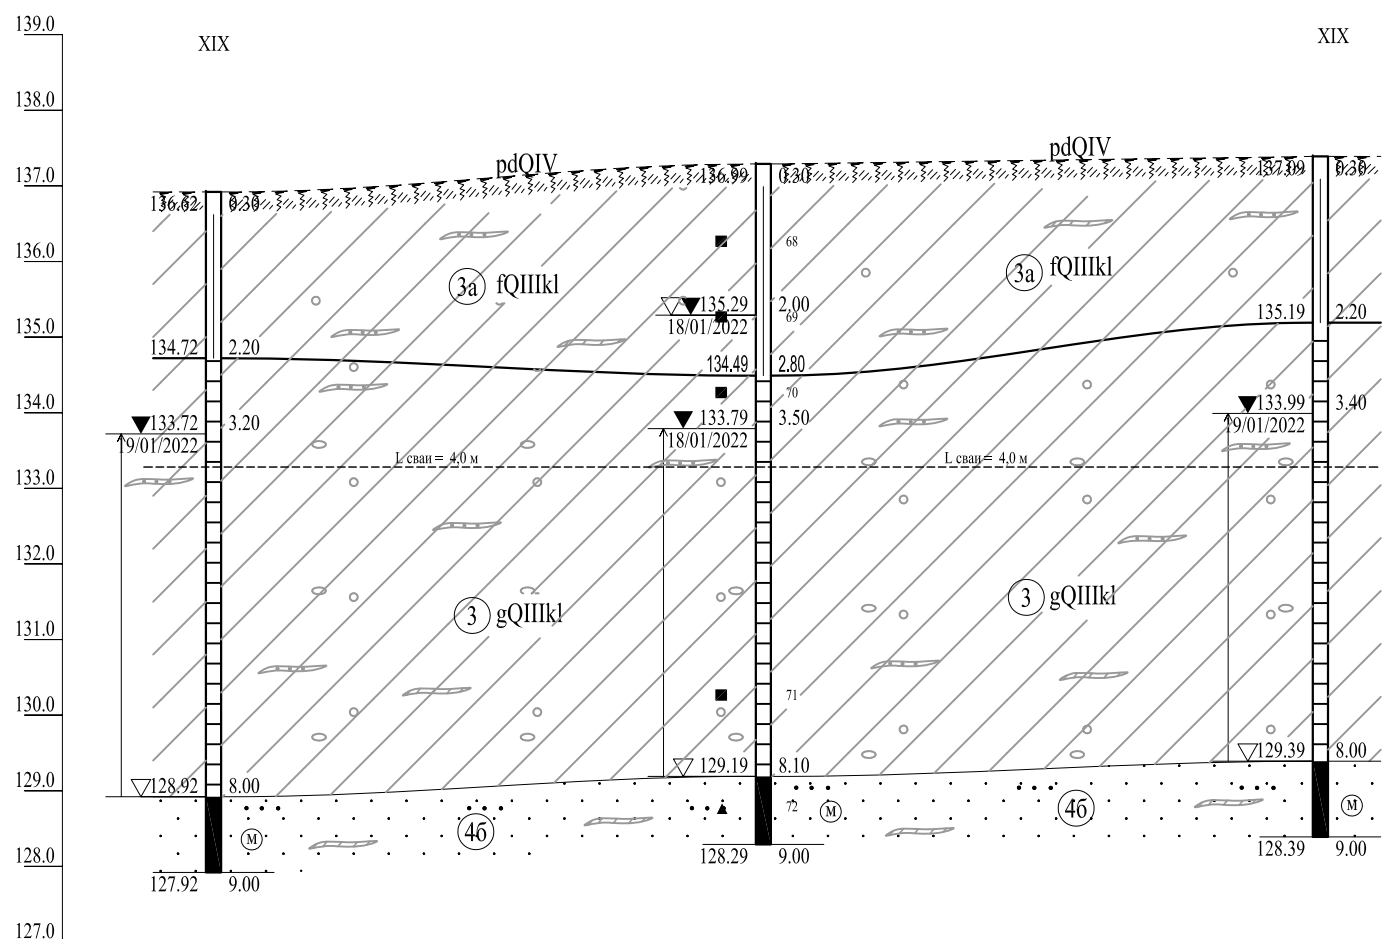 139.0
XIX
XIX
138.0
pdQIV
pdQIV
137.0
136.62 0.30
136.99 0.30
137.09 0.30
136.0
68
3а fQIIIkl
3а fQIIIkl
135.29 2.00
18/01/2022
69
135.19 2.20
135.0
134.72 2.20
134.49 2.80
70
134.0
133.72 3.20
9/01/2022
133.79 3.50
18/01/2022
133.99 3.40
9/01/2022
L сваи= 4,0 м
L сваи= 4,0 м
133.0
132.0
3 gQIIIkl
3 gQIIIkl
131.0
71
130.0
129.39 8.00
129.19 8.10
129.0
128.92 8.00
72
4б
4б
М
М
М
128.29 9.00
128.39 9.00
128.0
127.92 9.00
127.0